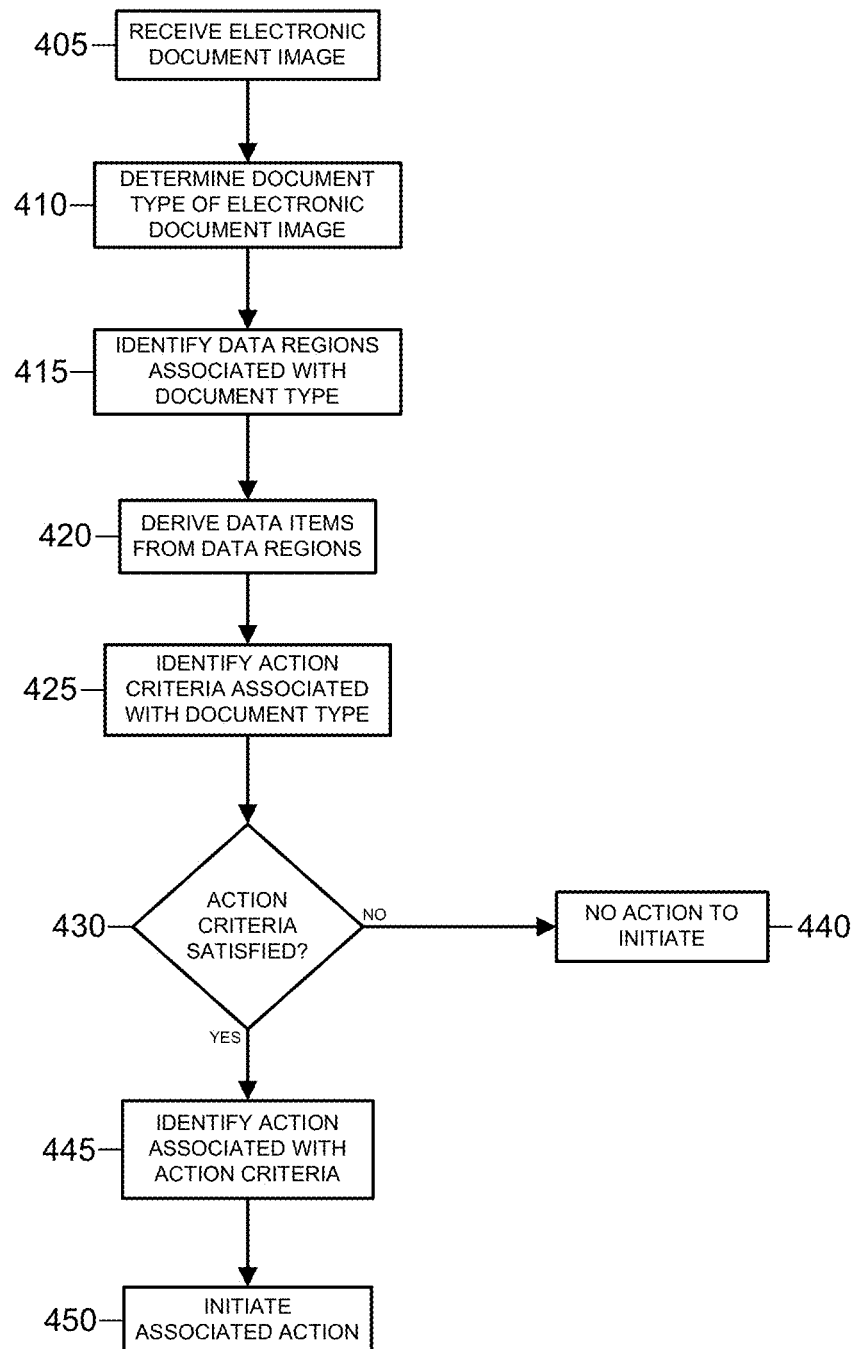 405
RECEIVE ELECTRONIC
DOCUMENT IMAGE
410
DETERMINE DOCUMENT
TYPE OF ELECTRONIC
DOCUMENT IMAGE
415
IDENTIFY DATA REGIONS
ASSOCIATED WITH
DOCUMENT TYPE
420
DERIVE DATA ITEMS
FROM DATA REGIONS
425
IDENTIFY ACTION
CRITERIA ASSOCIATED
WITH DOCUMENT TYPE
430
ACTION
CRITERIA
SATISFIED?
NO
NO ACTION TO
INITIATE
440
YES
445
IDENTIFY ACTION
ASSOCIATED WITH
ACTION CRITERIA
450
INITIATE
ASSOCIATED ACTION